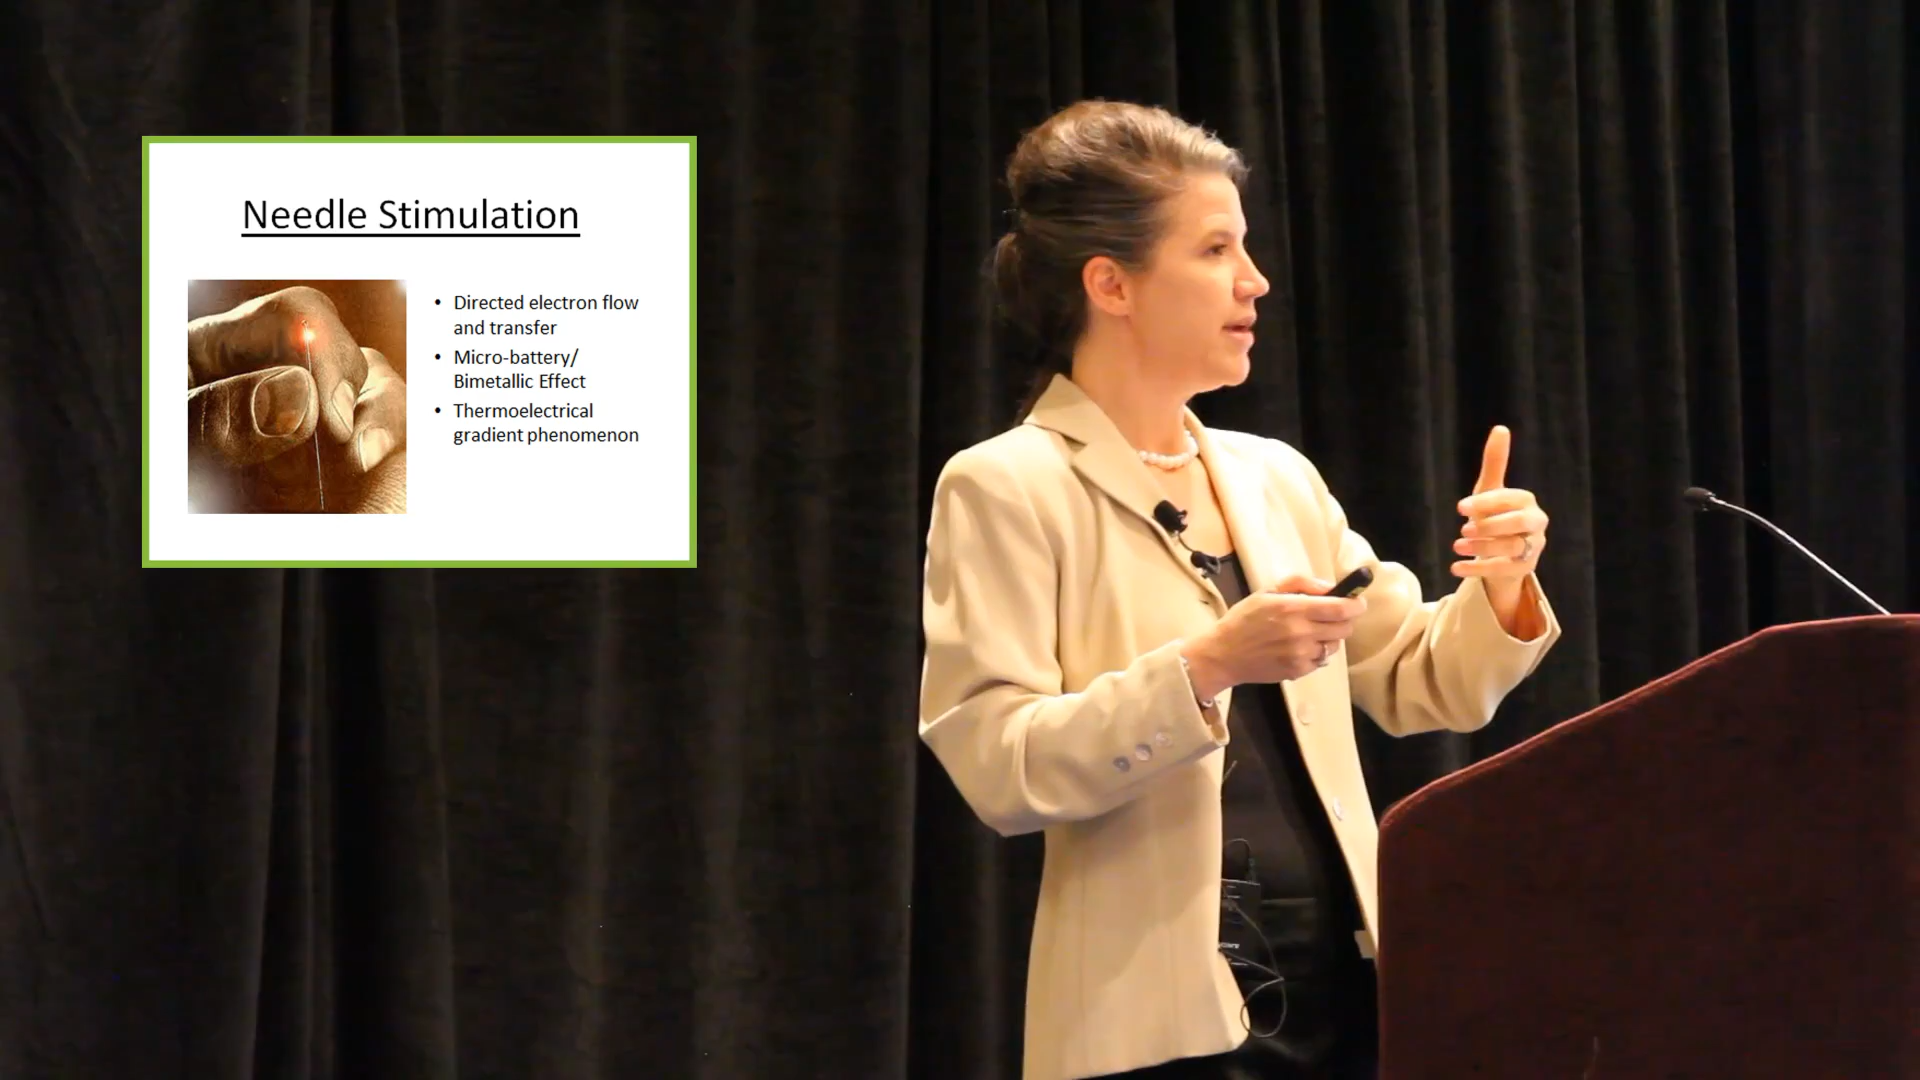 Needle Stimulation
• Directed electron flow
and transfer
• Micro-battery/
Bimetallic Effect
• Thermoelectrical
gradient phenomenon